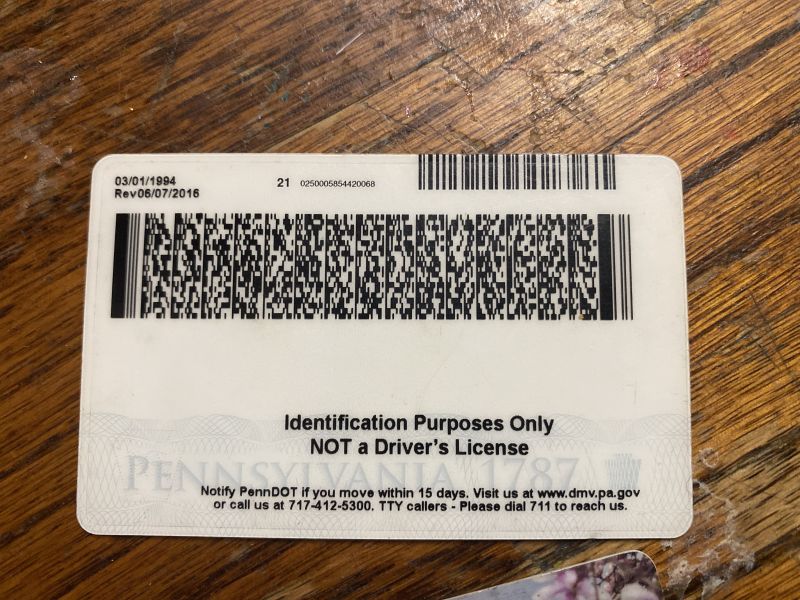 03/01/1994
Rev06/07/2016
21 0250005854420068
Identification Purposes Only
NOT a Driver's License
PENNSYLVANIA 1787
Notify PennDOT if you move within 15 days. Visit us at www.dmv.pa.gov
or call us at 717-412-5300. TTY callers - Please dial 711 to reach us.